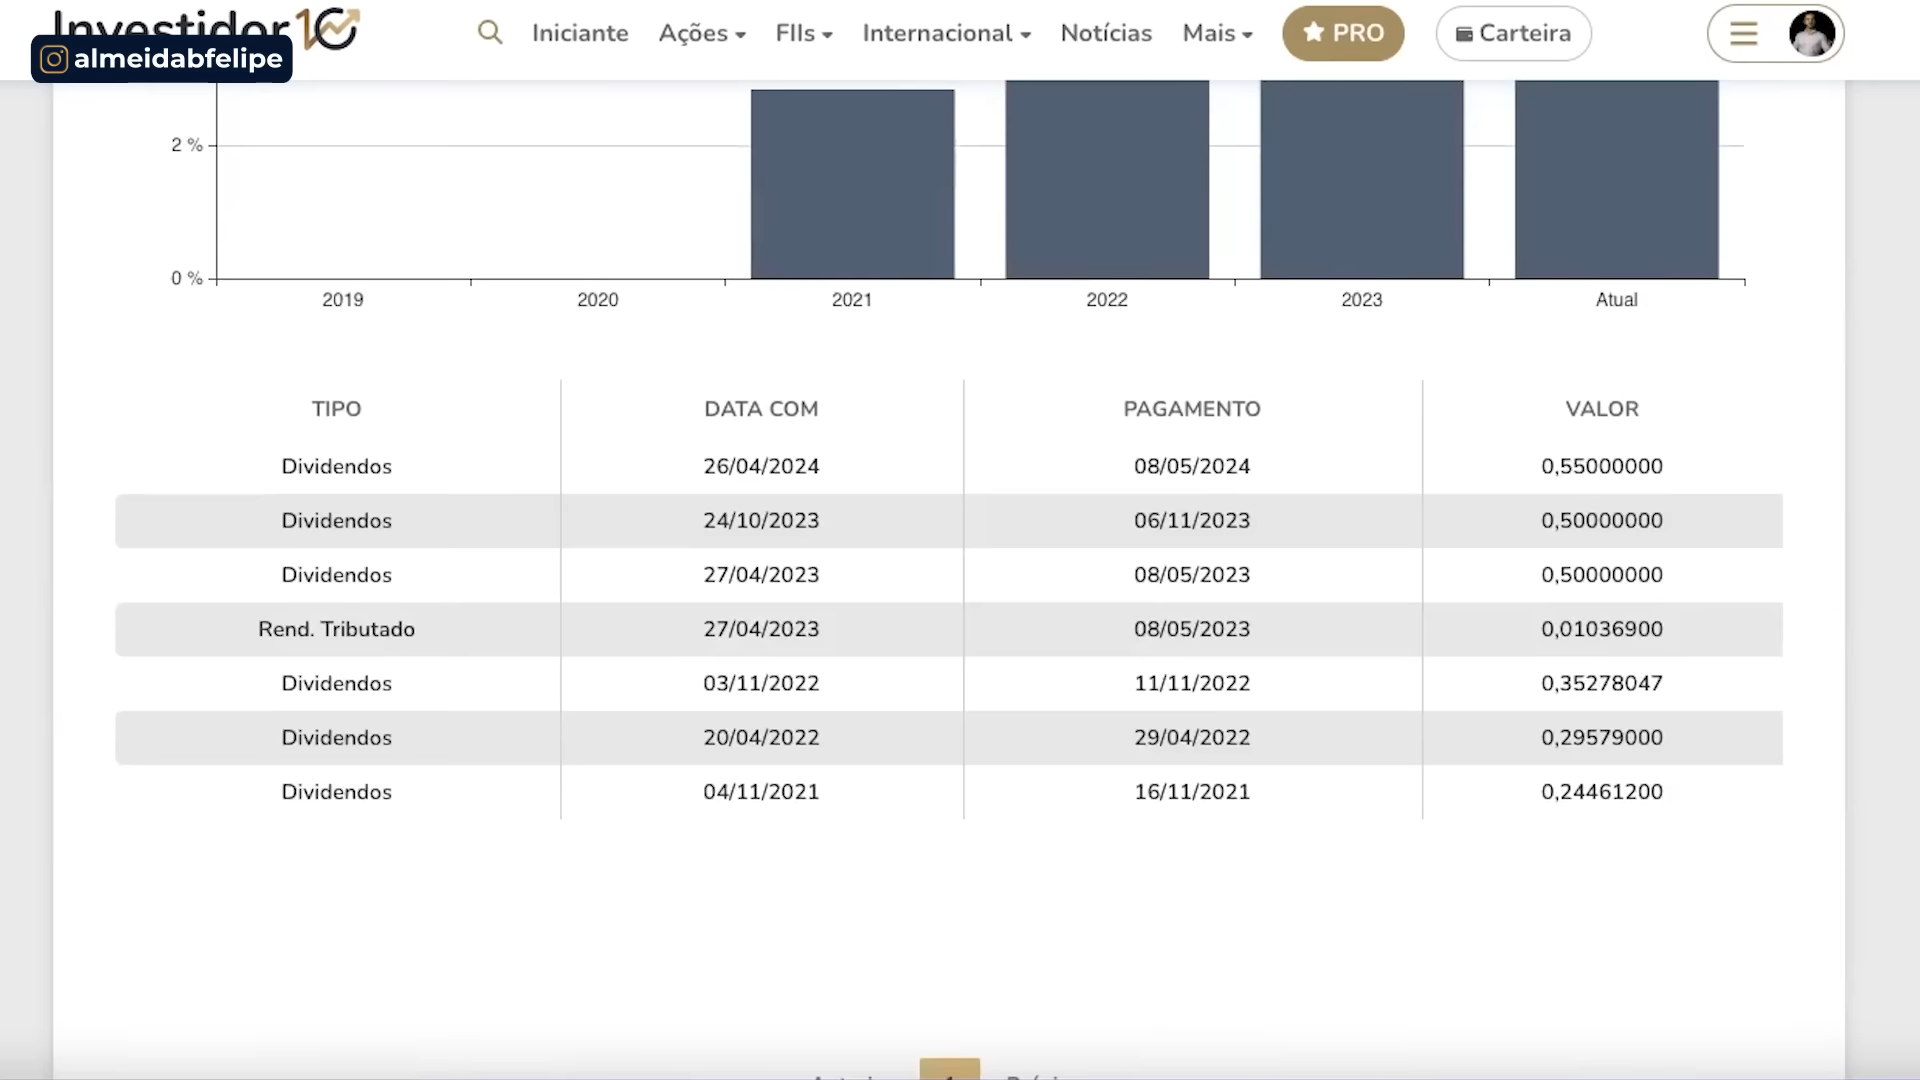 Investidor10
almeidabfelipe
Iniciante Ações FIIs Internacional Notícias Mais PRO Carteira
2 %
0 %
2019 2020 2021 2022 2023 Atual
TIPO DATA COM PAGAMENTO VALOR
Dividendos 26/04/2024 08/05/2024 0,55000000
Dividendos 24/10/2023 06/11/2023 0,50000000
Dividendos 27/04/2023 08/05/2023 0,50000000
Rend. Tributado 27/04/2023 08/05/2023 0,01036900
Dividendos 03/11/2022 11/11/2022 0,35278047
Dividendos 20/04/2022 29/04/2022 0,29579000
Dividendos 04/11/2021 16/11/2021 0,24461200